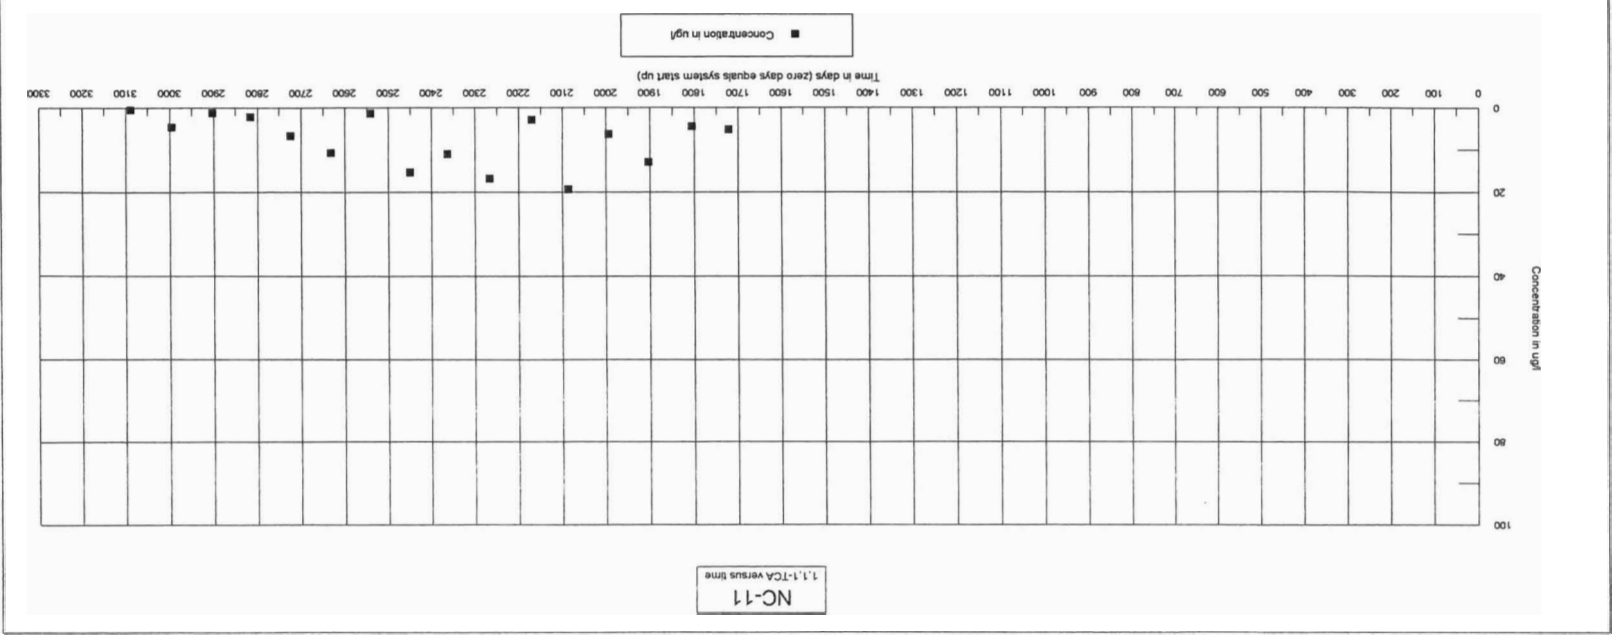 NC-11
1,1,1-TCA versus time
100
80
60
Concentration in ug/l
40
20
0
0 100 200 300 400 500 600 700 800 900 1000 1100 1200 1300 1400 1500 1600 1700 1800 1900 2000 2100 2200 2300 2400 2500 2600 2700 2800 2900 3000 3100 3200 3300
Time in days (zero days equals system start up)
Concentration in ug/l